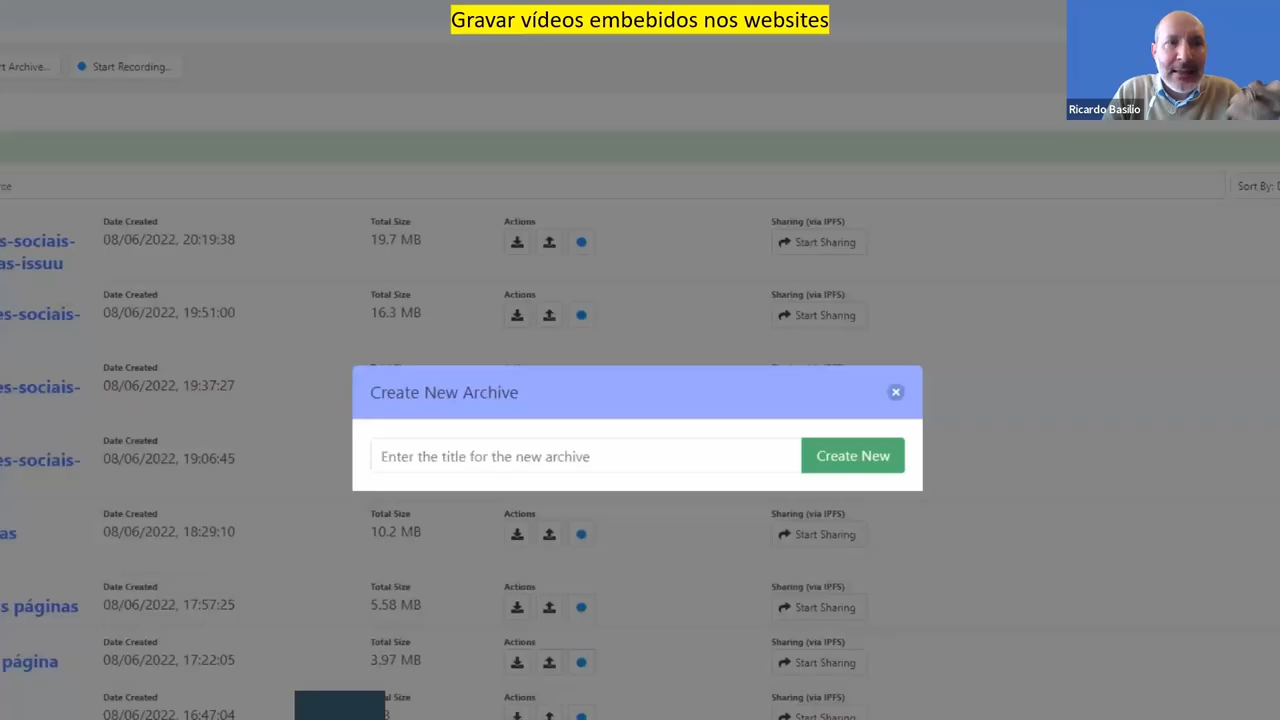 Gravar vídeos embebidos nos websites
Ricardo Basilio
rt Archive...
Start Recording...
rce
Sort By: D
s-sociais-
as-issuu
Date Created
08/06/2022, 20:19:38
Total Size
19.7 MB
Actions
Sharing (via IPFS)
Start Sharing
es-sociais-
Date Created
08/06/2022, 19:51:00
Total Size
16.3 MB
Actions
Sharing (via IPFS)
Start Sharing
es-sociais-
Date Created
08/06/2022, 19:37:27
Create New Archive
Enter the title for the new archive
Create New
es-sociais-
Date Created
08/06/2022, 19:06:45
as
Date Created
08/06/2022, 18:29:10
Total Size
10.2 MB
Actions
Sharing (via IPFS)
Start Sharing
s páginas
Date Created
08/06/2022, 17:57:25
Total Size
5.58 MB
Actions
Sharing (via IPFS)
Start Sharing
página
Date Created
08/06/2022, 17:22:05
Total Size
3.97 MB
Actions
Sharing (via IPFS)
Start Sharing
Date Created
08/06/2022, 16:47:04
al Size
Actions
Sharing (via IPFS)
Start Sharing